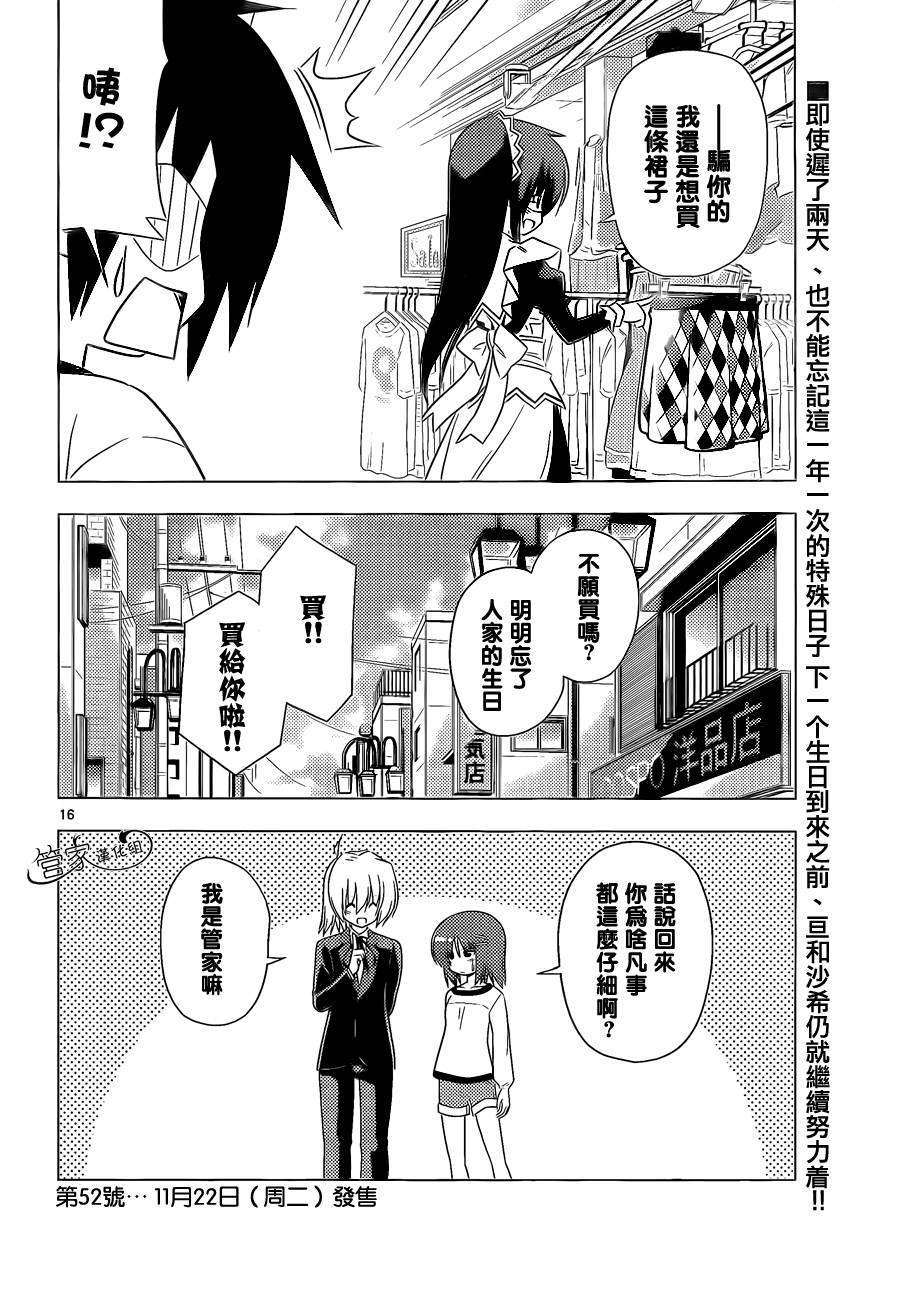 ——騙你的
我還是想買
這條裙子
咦!?
Sale
不願買嗎?
明明忘了
人家的生日
買!!
買給你啦!!
気店
洋品店
16
管家
漢化組
話說回來
你為啥凡事
都這麼仔細啊?
我是管家嘛
■即使遲了兩天、也不能忘記這一年一次的特殊日子 下一个生日到來之前、亘和沙希仍就繼續努力着!!
第52號… 11月22日(周二)發售